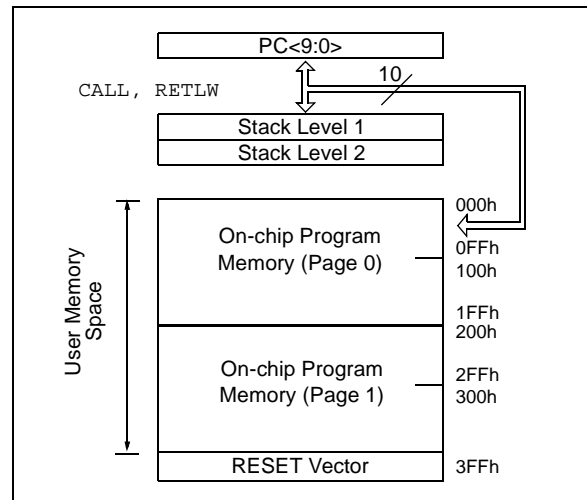 PC<9:0>
10
CALL, RETLW
Stack Level 1
Stack Level 2
000h
On-chip Program
Memory (Page 0)
0FFh
100h
User Memory
Space
1FFh
200h
On-chip Program
Memory (Page 1)
2FFh
300h
RESET Vector
3FFh